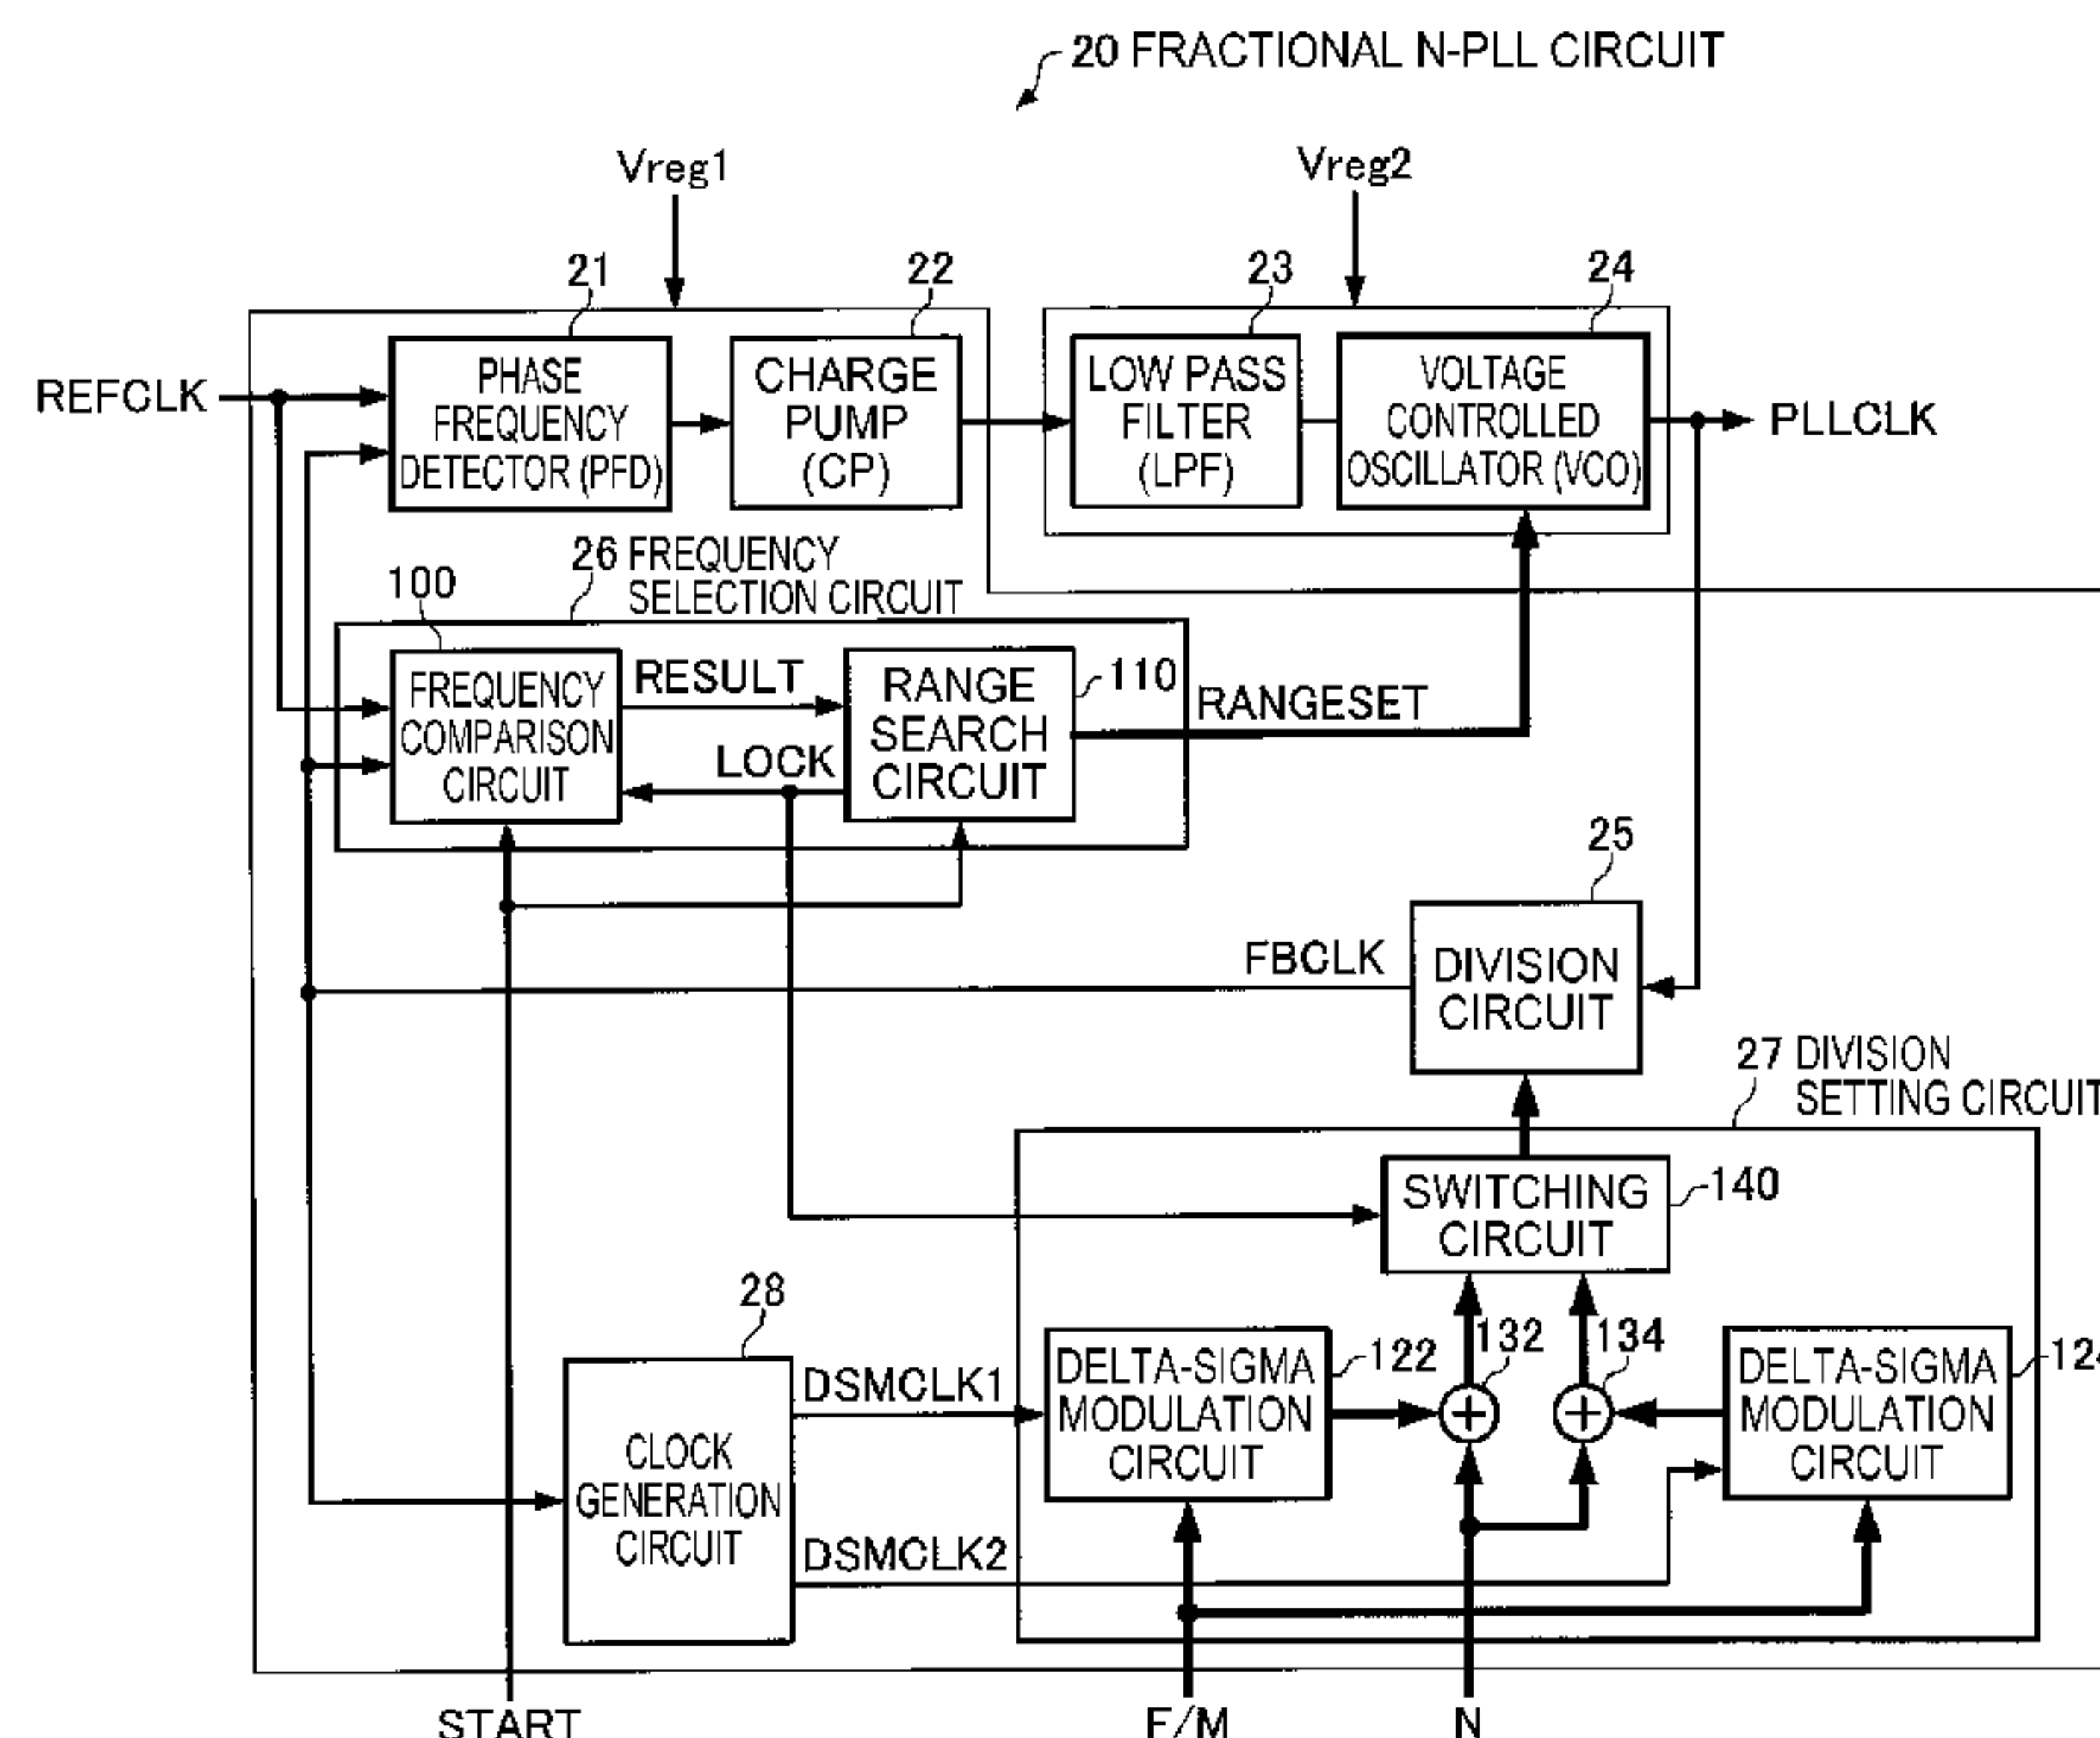 20 FRACTIONAL N-PLL CIRCUIT
Vreg1
Vreg2
21
22
23
24
REFCLK
PHASE
FREQUENCY
DETECTOR (PFD)
CHARGE
PUMP
(CP)
LOW PASS
FILTER
(LPF)
VOLTAGE
CONTROLLED
OSCILLATOR (VCO)
PLLCLK
26 FREQUENCY
SELECTION CIRCUIT
100
FREQUENCY
COMPARISON
CIRCUIT
RESULT
LOCK
RANGE
SEARCH
CIRCUIT
110
RANGESET
25
FBCLK
DIVISION
CIRCUIT
27 DIVISION
SETTING CIRCUIT
SWITCHING
CIRCUIT
140
28
CLOCK
GENERATION
CIRCUIT
DSMCLK1
DSMCLK2
DELTA-SIGMA
MODULATION
CIRCUIT
122
132
134
DELTA-SIGMA
MODULATION
CIRCUIT
START
F/M
N